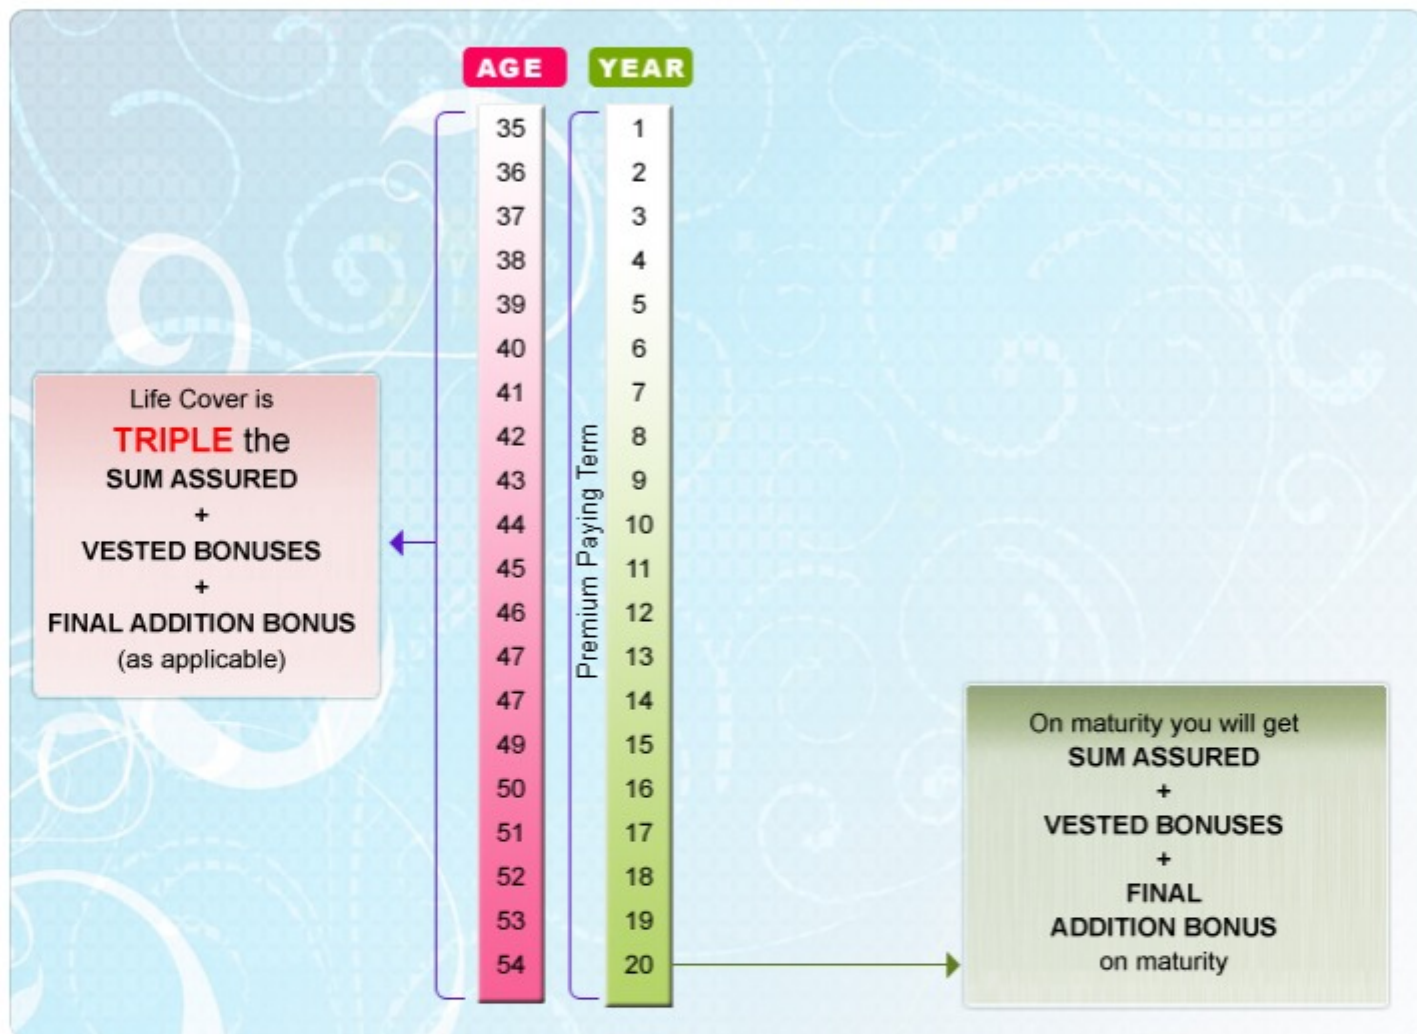 AGE YEAR
35 1
36 2
37 3
38 4
39 5
40 6
41 7
42 8
43 9
44 10
45 11
46 12
47 13
47 14
49 15
50 16
51 17
52 18
53 19
54 20
Premium Paying Term
Life Cover is
TRIPLE the
SUM ASSURED
+
VESTED BONUSES
+
FINAL ADDITION BONUS
(as applicable)
On maturity you will get
SUM ASSURED
+
VESTED BONUSES
+
FINAL
ADDITION BONUS
on maturity